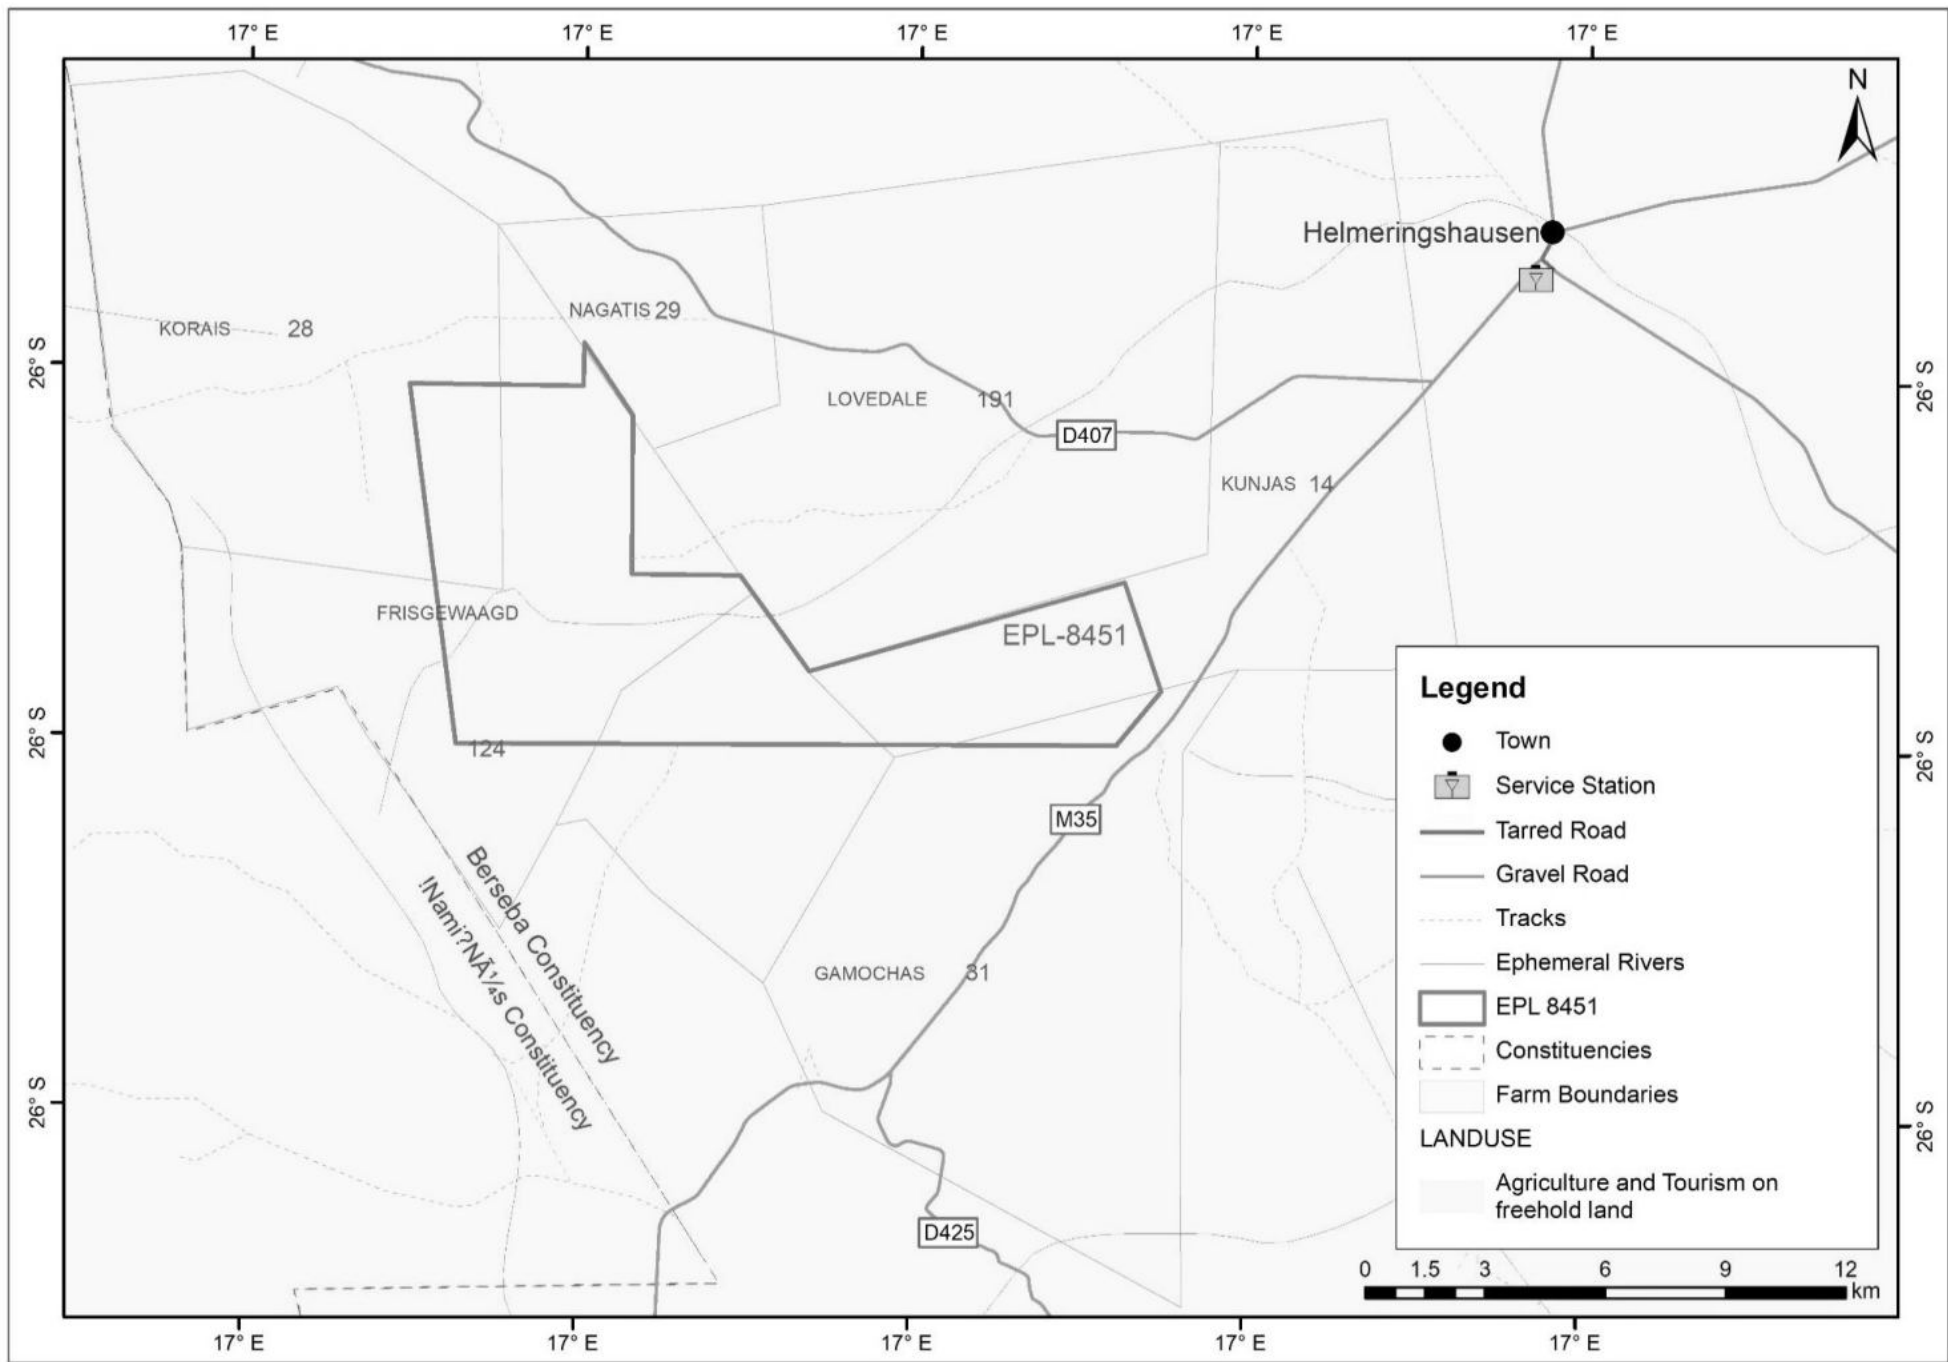 17° E 17° E 17° E 17° E 17° E
N
Helmeringshausen
NAGATIS 29
KORAIS 28
26° S
26° S
LOVEDALE 191
D407
KUNJAS 14
FRISGEWAAGD
EPL-8451
124
26° S
26° S
M35
Berseba Constituency
!Nami?NÃ¼s Constituency
GAMOCHAS 31
26° S
26° S
D425
Legend
Town
Service Station
Tarred Road
Gravel Road
Tracks
Ephemeral Rivers
EPL 8451
Constituencies
Farm Boundaries
LANDUSE
Agriculture and Tourism on
freehold land
0 1.5 3 6 9 12
km
17° E 17° E 17° E 17° E 17° E